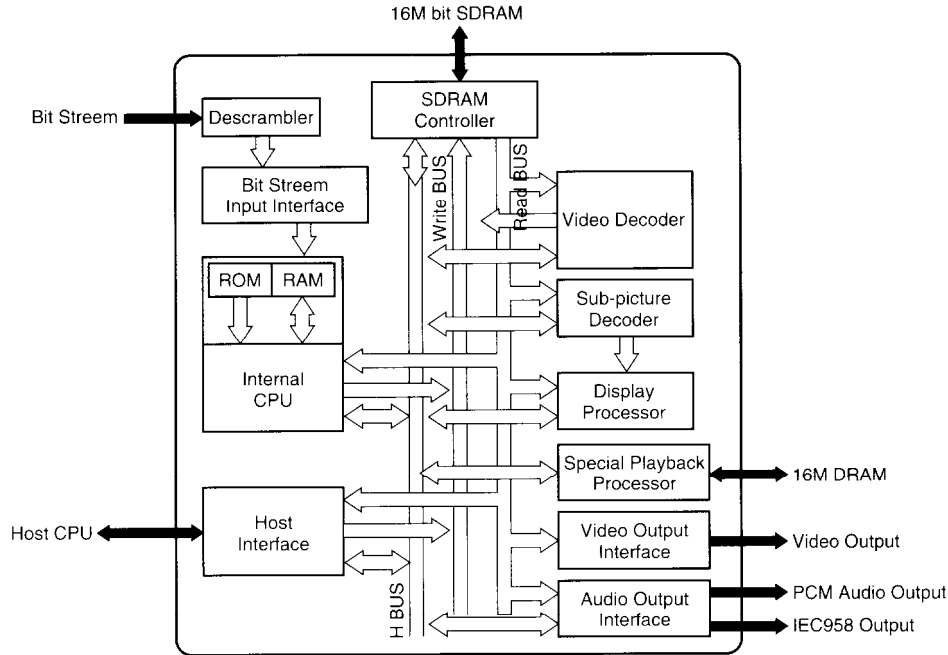 16M bit SDRAM
Bit Streem
Descrambler
SDRAM
Controller
Bit Streem
Input Interface
Write BUS
Read BUS
Video Decoder
ROM
RAM
Sub-picture
Decoder
Internal
CPU
Display
Processor
Special Playback
Processor
16M DRAM
Host CPU
Host
Interface
Video Output
Interface
Video Output
H BUS
Audio Output
Interface
PCM Audio Output
IEC958 Output